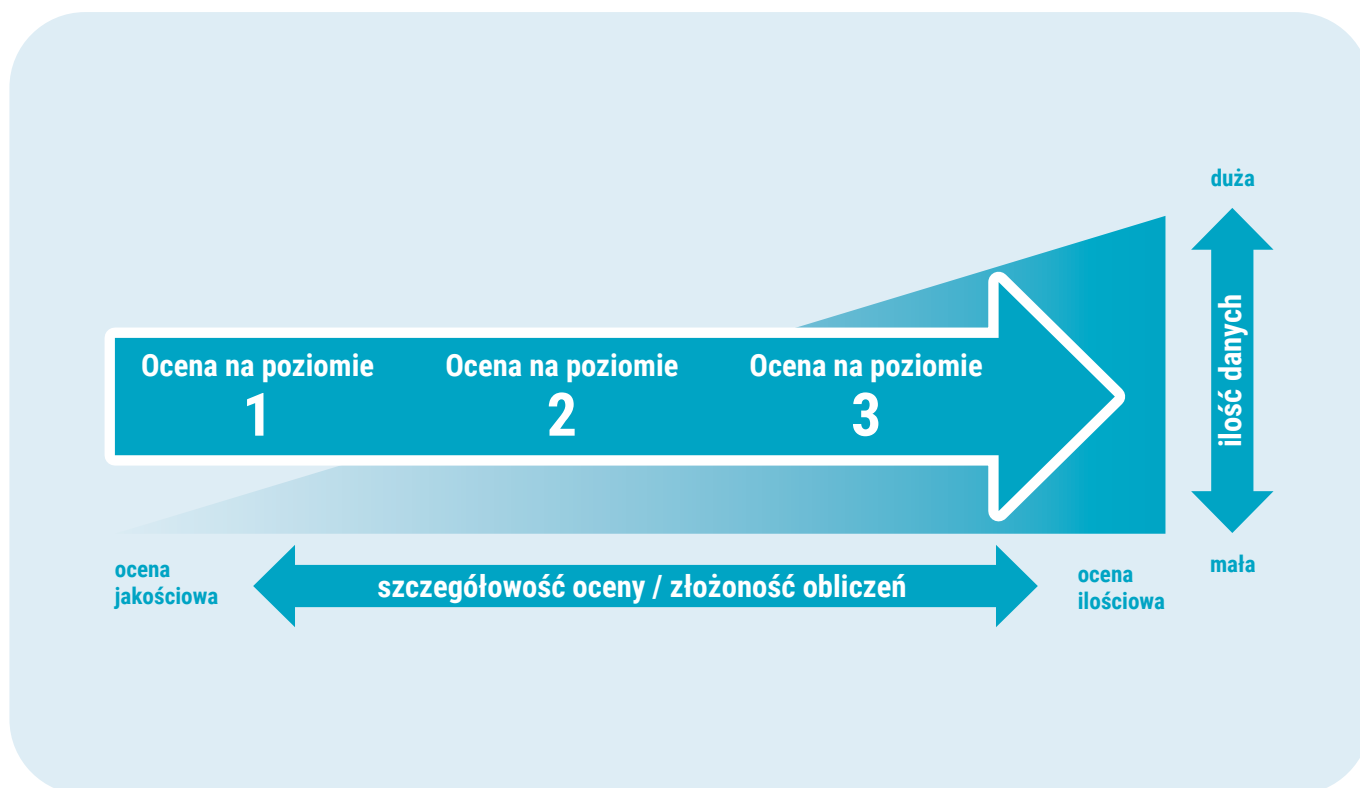 duża
ilość danych
Ocena na poziomie
1
Ocena na poziomie
2
Ocena na poziomie
3
ocena
jakościowa
szczegółowość oceny / złożoność obliczeń
ocena
ilościowa
mała